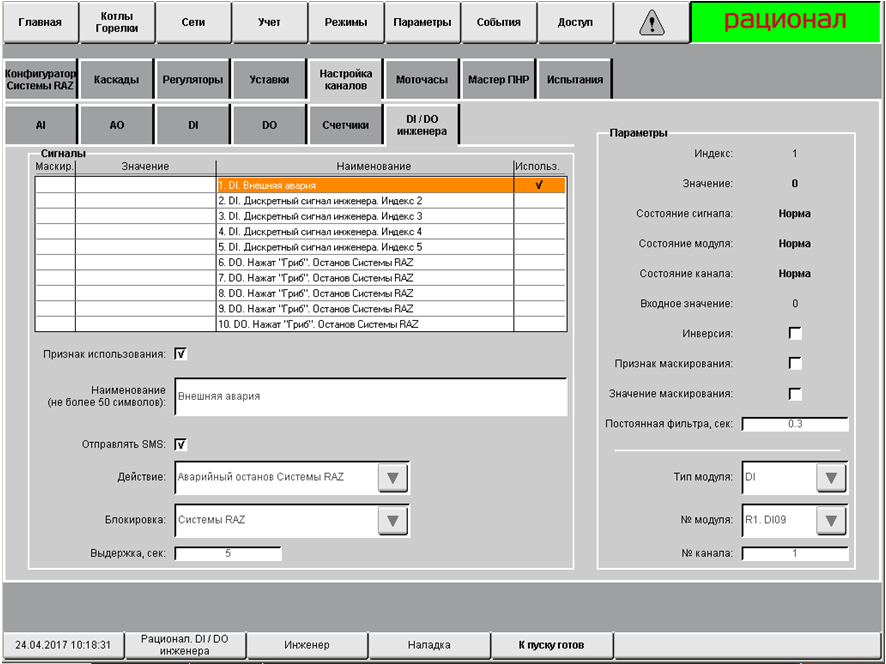 Главная
Котлы
Горелки
Сети
Учет
Режимы
Параметры
События
Доступ
рационал
Конфигуратор
Системы RAZ
Каскады
Регуляторы
Уставки
Настройка
каналов
Моточасы
Мастер ПНР
Испытания
AI
AO
DI
DO
Счетчики
DI / DO
инженера
Сигналы
Маскир. Значение Наименование Использ.
1. DI. Внешняя авария √
2. DI. Дискретный сигнал инженера. Индекс 2
3. DI. Дискретный сигнал инженера. Индекс 3
4. DI. Дискретный сигнал инженера. Индекс 4
5. DI. Дискретный сигнал инженера. Индекс 5
6. DO. Нажат "Гриб". Останов Системы RAZ
7. DO. Нажат "Гриб". Останов Системы RAZ
8. DO. Нажат "Гриб". Останов Системы RAZ
9. DO. Нажат "Гриб". Останов Системы RAZ
10. DO. Нажат "Гриб". Останов Системы RAZ
Признак использования: √
Наименование
(не более 50 символов):
Внешняя авария
Отправлять SMS: √
Действие: Аварийный останов Системы RAZ
Блокировка: Системы RAZ
Выдержка, сек: 5
Параметры
Индекс: 1
Значение: 0
Состояние сигнала: Норма
Состояние модуля: Норма
Состояние канала: Норма
Входное значение: 0
Инверсия:
Признак маскирования:
Значение маскирования:
Постоянная фильтра, сек: 0.3
Тип модуля: DI
№ модуля: R1. DI09
№ канала: 1
24.04.2017 10:18:31
Рационал. DI / DO
инженера
Инженер
Наладка
К пуску готов